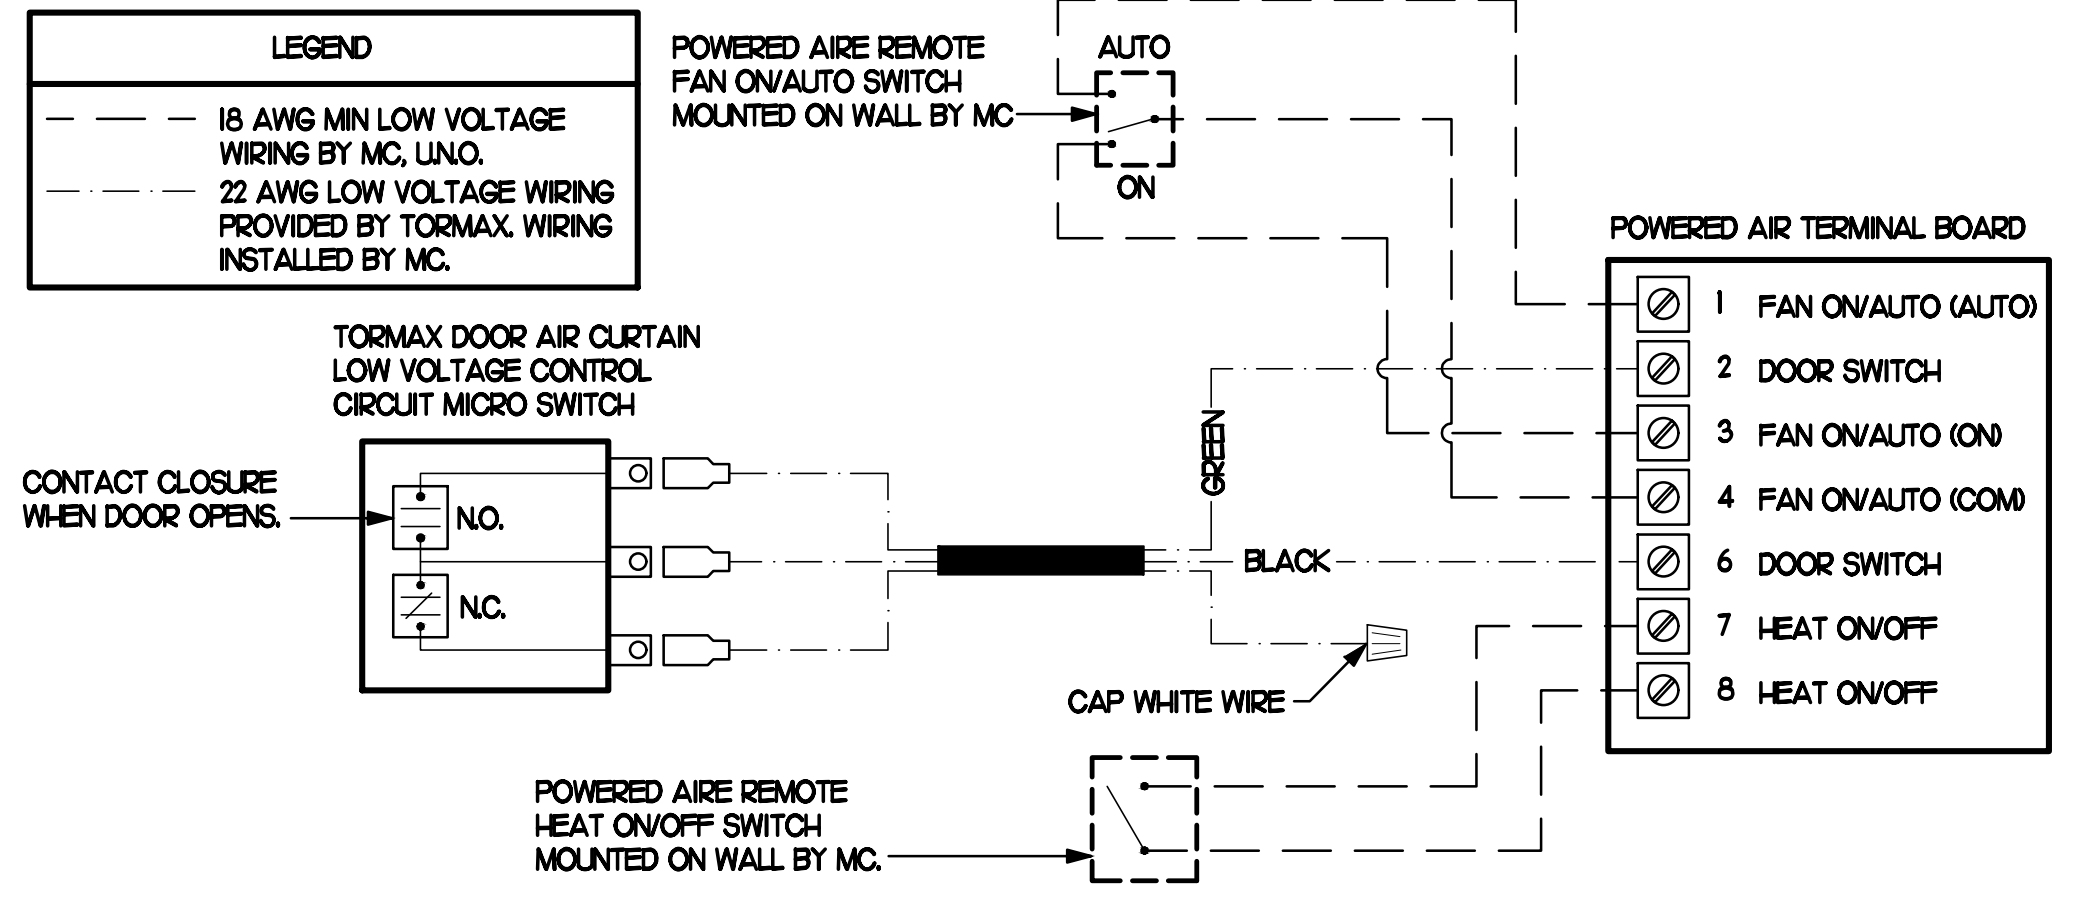 LEGEND
18 AWG MIN LOW VOLTAGE
WIRING BY MC, U.N.O.
22 AWG LOW VOLTAGE WIRING
PROVIDED BY TORMAX. WIRING
INSTALLED BY MC.
POWERED AIRE REMOTE
FAN ON/AUTO SWITCH
MOUNTED ON WALL BY MC
AUTO
ON
POWERED AIR TERMINAL BOARD
1 FAN ON/AUTO (AUTO)
2 DOOR SWITCH
3 FAN ON/AUTO (ON)
4 FAN ON/AUTO (COM)
6 DOOR SWITCH
7 HEAT ON/OFF
8 HEAT ON/OFF
TORMAX DOOR AIR CURTAIN
LOW VOLTAGE CONTROL
CIRCUIT MICRO SWITCH
CONTACT CLOSURE
WHEN DOOR OPENS.
N.O.
N.C.
GREEN
BLACK
CAP WHITE WIRE
POWERED AIRE REMOTE
HEAT ON/OFF SWITCH
MOUNTED ON WALL BY MC.